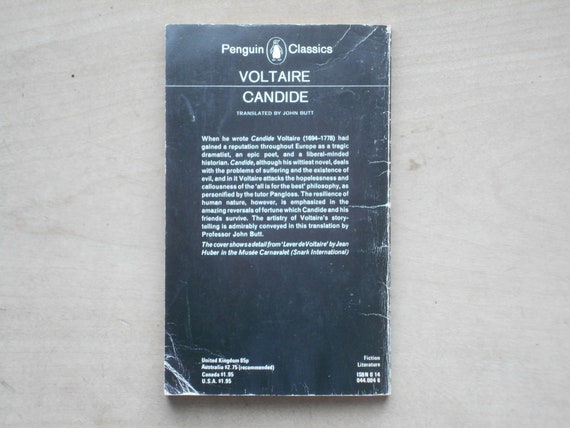 Penguin Classics
VOLTAIRE
CANDIDE
TRANSLATED BY JOHN BUTT
When he wrote Candide Voltaire (1694–1778) had
gained a reputation throughout Europe as a tragic
dramatist, an epic poet, and a liberal-minded
historian. Candide, although his wittiest novel, deals
with the problems of suffering and the existence of
evil, and in it Voltaire attacks the hopelessness and
callousness of the 'all is for the best' philosophy, as
personified by the tutor Pangloss. The resilience of
human nature, however, is emphasized in the
amazing reversals of fortune which Candide and his
friends survive. The artistry of Voltaire's story-
telling is admirably conveyed in this translation by
Professor John Butt.
The cover shows a detail from 'Lever de Voltaire' by Jean
Huber in the Musée Carnavalet (Snark International)
United Kingdom 85p
Australia $2.75 (recommended)
Canada $1.95
U.S.A. $1.95
Fiction
Literature
ISBN 0 14
044.004 6